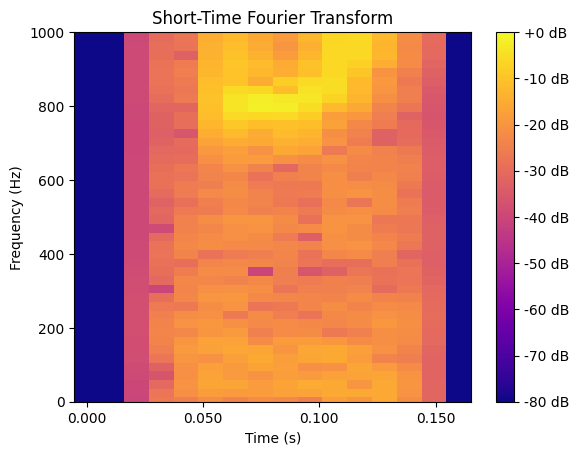 Short-Time Fourier Transform
1000
800
600
400
200
0
Frequency (Hz)
0.000
0.050
0.100
0.150
Time (s)
+0 dB
-10 dB
-20 dB
-30 dB
-40 dB
-50 dB
-60 dB
-70 dB
-80 dB